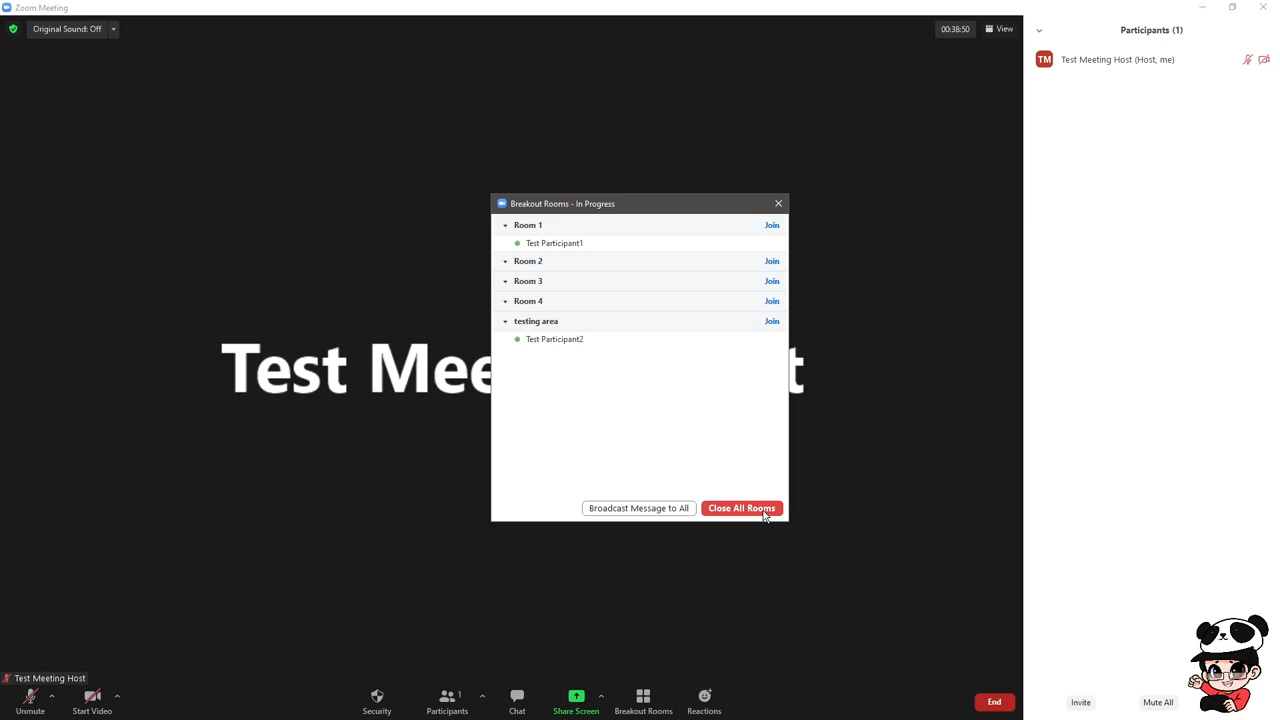 Zoom Meeting
Original Sound: Off
00:38:50
View
Participants (1)
TM
Test Meeting Host (Host, me)
Breakout Rooms - In Progress
Room 1
Join
Test Participant1
Room 2
Join
Room 3
Join
Room 4
Join
testing area
Join
Test Participant2
Test Mee
t
Broadcast Message to All
Close All Rooms
Test Meeting Host
Unmute
Start Video
Security
1
Participants
Chat
Share Screen
Breakout Rooms
Reactions
End
Invite
Mute All